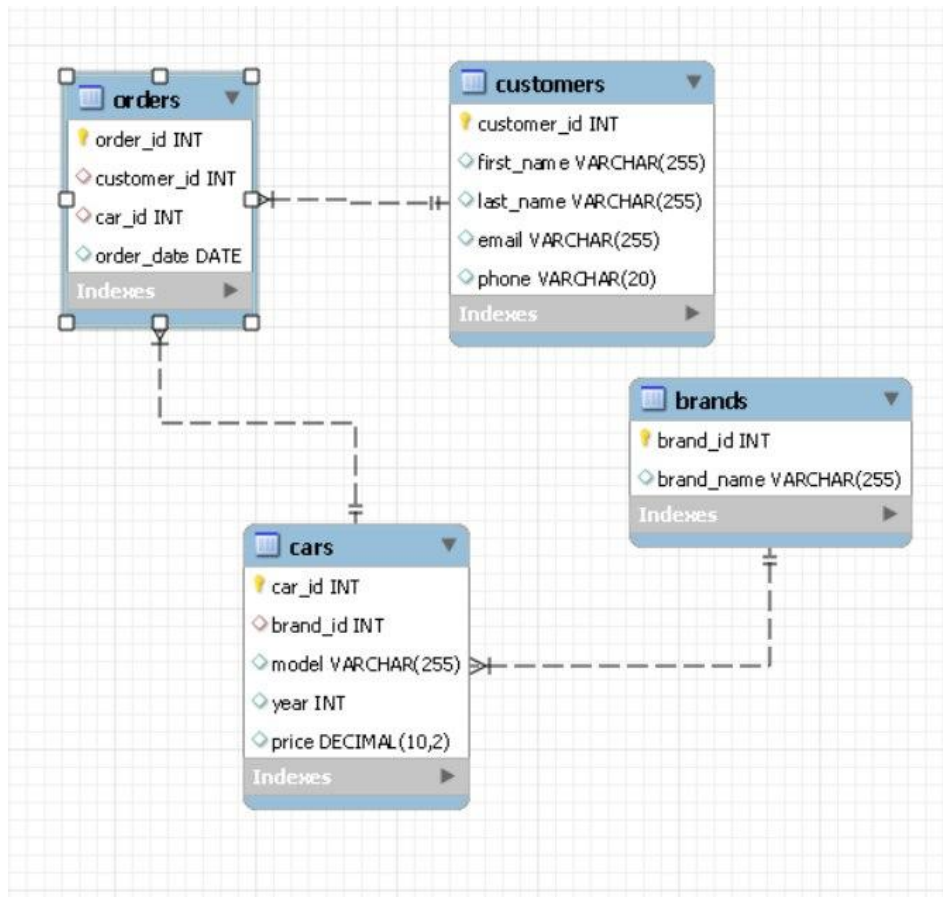 orders
order_id INT
customer_id INT
car_id INT
order_date DATE
Indexes
customers
customer_id INT
first_name VARCHAR(255)
last_name VARCHAR(255)
email VARCHAR(255)
phone VARCHAR(20)
Indexes
brands
brand_id INT
brand_name VARCHAR(255)
Indexes
cars
car_id INT
brand_id INT
model VARCHAR(255)
year INT
price DECIMAL(10,2)
Indexes